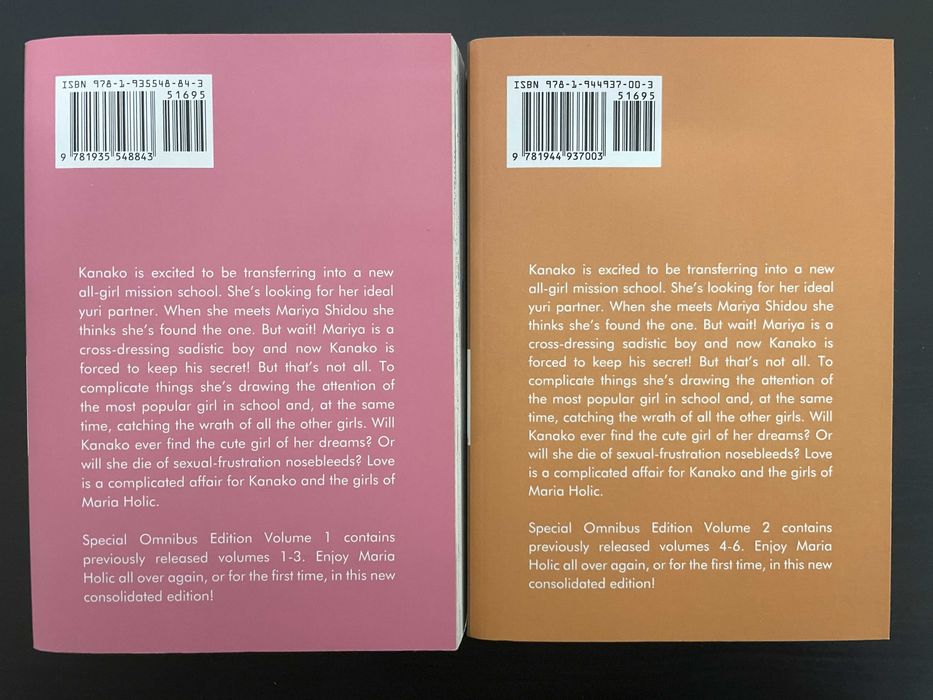 ISBN 978-1-935548-84-3
51695
9 781935 548843
Kanako is excited to be transferring into a new
all-girl mission school. She's looking for her ideal
yuri partner. When she meets Mariya Shidou she
thinks she's found the one. But wait! Mariya is a
cross-dressing sadistic boy and now Kanako is
forced to keep his secret! But that's not all. To
complicate things she's drawing the attention of
the most popular girl in school and, at the same
time, catching the wrath of all the other girls. Will
Kanako ever find the cute girl of her dreams? Or
will she die of sexual-frustration nosebleeds? Love
is a complicated affair for Kanako and the girls of
Maria Holic.
Special Omnibus Edition Volume 1 contains
previously released volumes 1-3. Enjoy Maria
Holic all over again, or for the first time, in this new
consolidated edition!
ISBN 978-1-944937-00-3
51695
9 781944 937003
Kanako is excited to be transferring into a new
all-girl mission school. She's looking for her ideal
yuri partner. When she meets Mariya Shidou she
thinks she's found the one. But wait! Mariya is a
cross-dressing sadistic boy and now Kanako is
forced to keep his secret! But that's not all. To
complicate things she's drawing the attention of
the most popular girl in school and, at the same
time, catching the wrath of all the other girls. Will
Kanako ever find the cute girl of her dreams? Or
will she die of sexual-frustration nosebleeds? Love
is a complicated affair for Kanako and the girls of
Maria Holic.
Special Omnibus Edition Volume 2 contains
previously released volumes 4-6. Enjoy Maria
Holic all over again, or for the first time, in this new
consolidated edition!